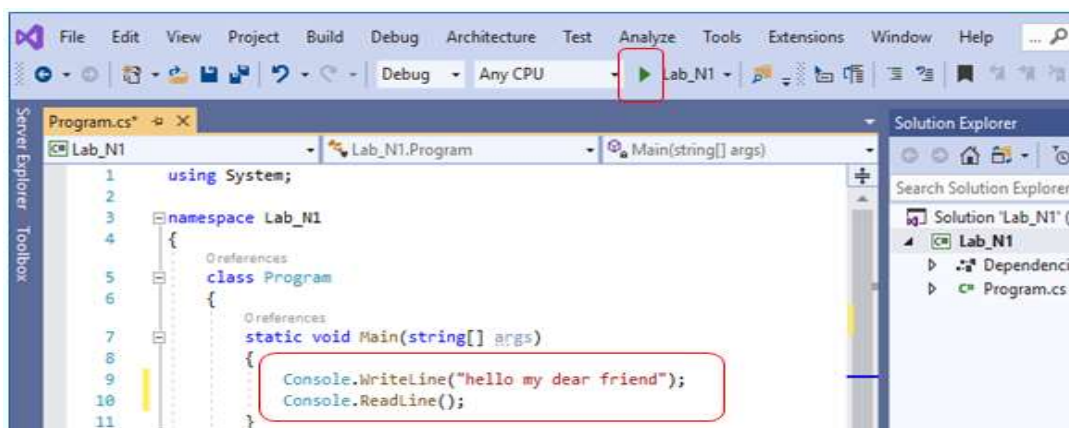 File Edit View Project Build Debug Architecture Test Analyze Tools Extensions Window Help ...
Debug Any CPU Lab_N1
Server Explorer
Toolbox
Program.cs*
Lab_N1 Lab_N1.Program Main(string[] args)
1 using System;
2
3 namespace Lab_N1
4 {
0 references
5 class Program
6 {
0 references
7 static void Main(string[] args)
8 {
9 Console.WriteLine("hello my dear friend");
10 Console.ReadLine();
11 }
Solution Explorer
Search Solution Explorer
Solution 'Lab_N1' (
C# Lab_N1
Dependenci
C# Program.cs